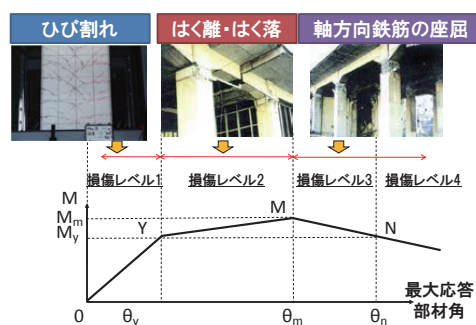 ひび割れ
はく離・はく落
軸方向鉄筋の座屈
損傷レベル1
損傷レベル2
損傷レベル3
損傷レベル4
M
Mm
My
Y
M
N
0
θy
θm
θn
最大応答
部材角